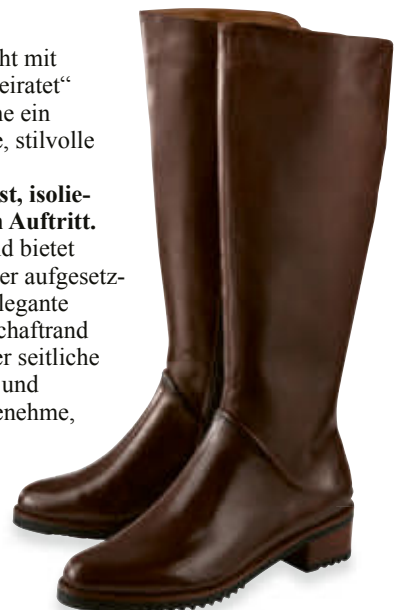 ht mit
eiratet“
ne ein
e, stilvolle
st, isolie-
n Auftritt.
d bietet
er aufgesetz-
legante
chaftrand
er seitliche
und
enehme,